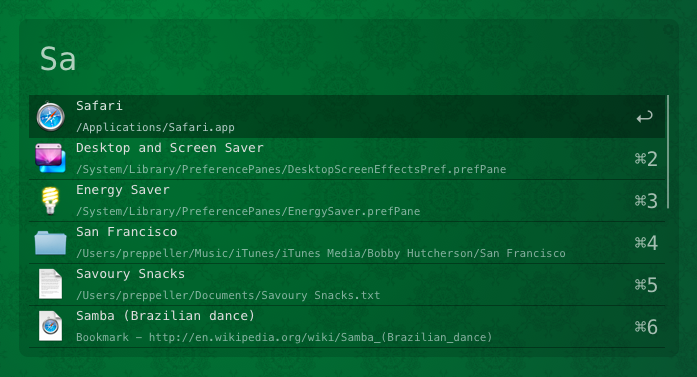 Sa
Safari
/Applications/Safari.app
↩
Desktop and Screen Saver
/System/Library/PreferencePanes/DesktopScreenEffectsPref.prefPane
⌘2
Energy Saver
/System/Library/PreferencePanes/EnergySaver.prefPane
⌘3
San Francisco
/Users/preppeller/Music/iTunes/iTunes Media/Bobby Hutcherson/San Francisco
⌘4
Savoury Snacks
/Users/preppeller/Documents/Savoury Snacks.txt
⌘5
Samba (Brazilian dance)
Bookmark – http://en.wikipedia.org/wiki/Samba_(Brazilian_dance)
⌘6